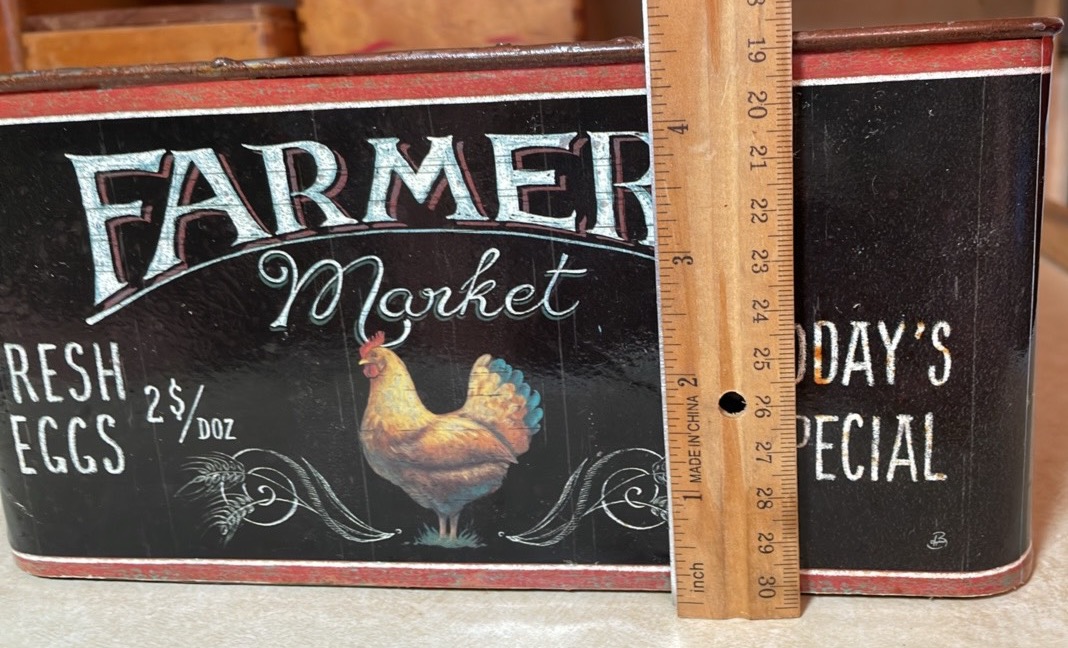 FARMER
Market
RESH
EGGS
2$/DOZ
ODAY'S
PECIAL
4
3
2
1
inch
MADE IN CHINA
19
20
21
22
23
24
25
26
27
28
29
30